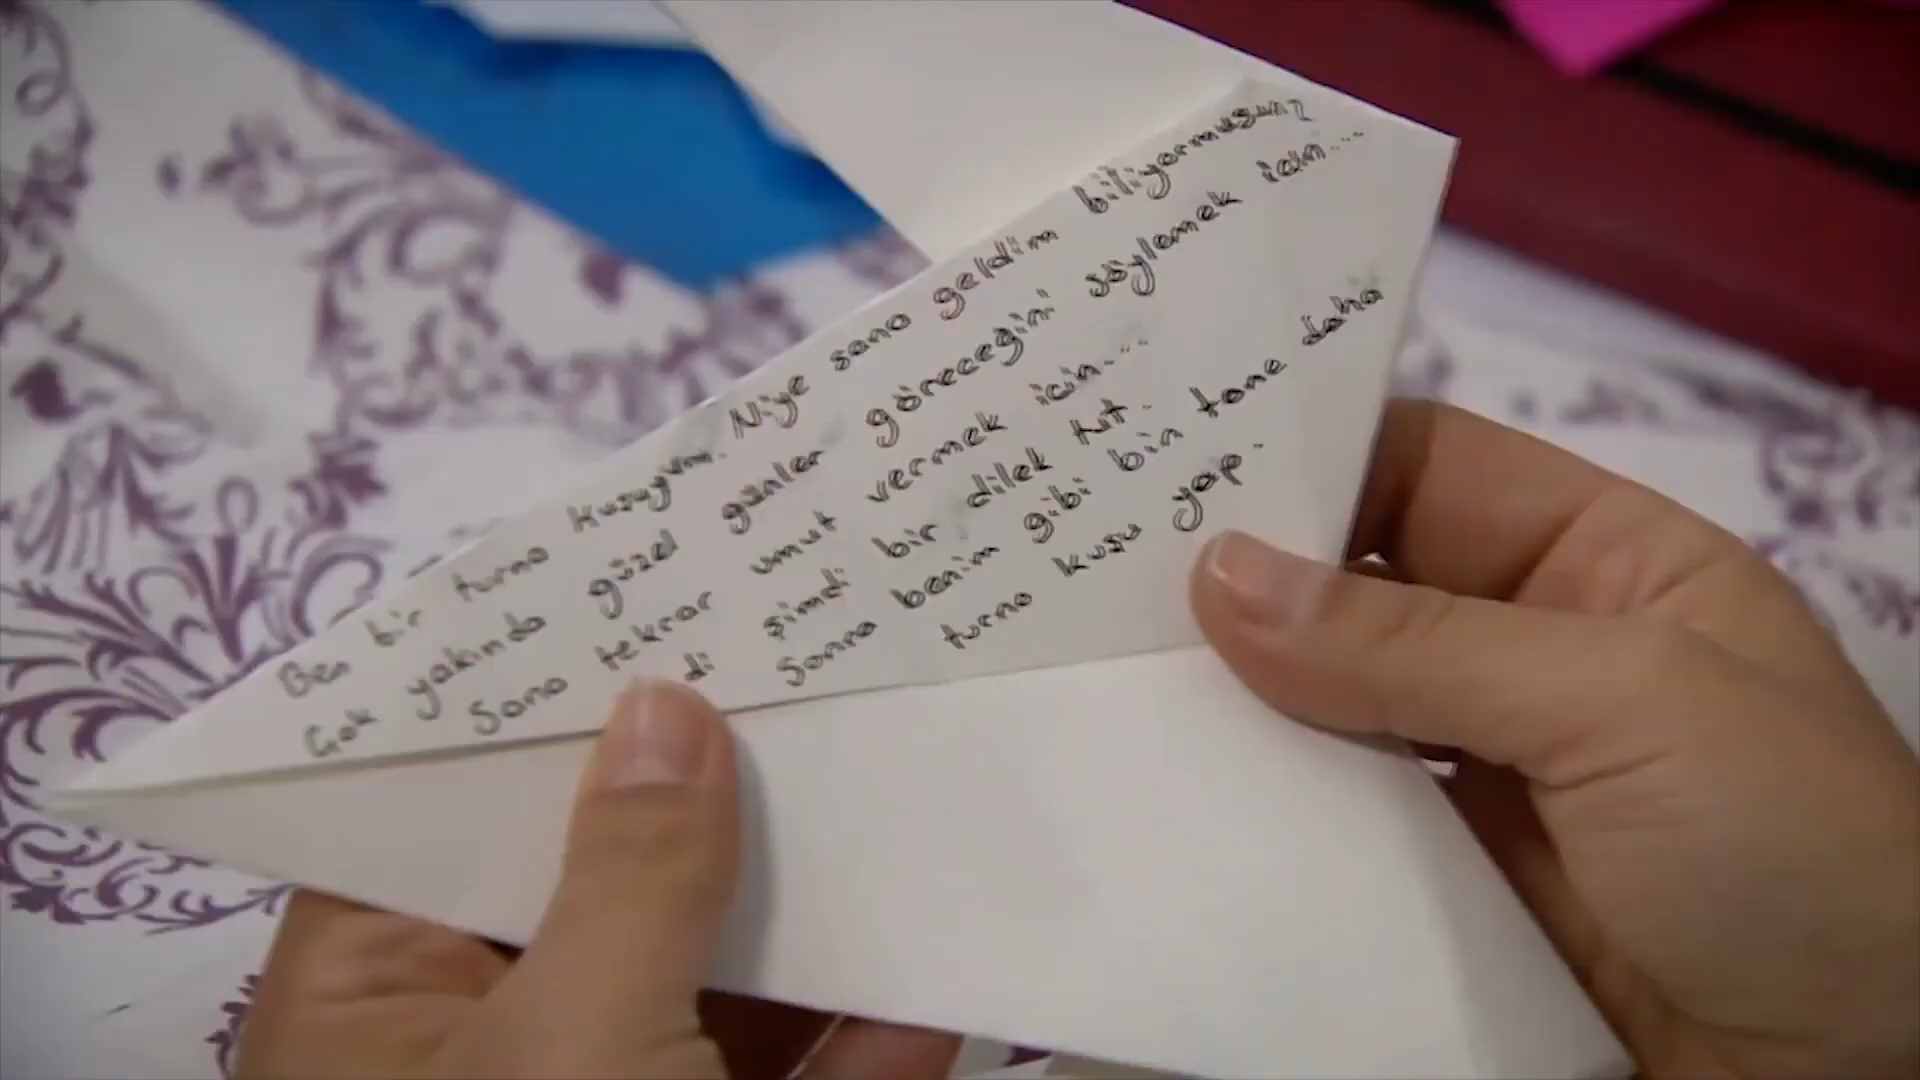 Ben bir turna kuşuyum. Niye sana geldim biliyormusun?
Çok yakında güzel günler göreceğini söylemek için....
Sana tekrar umut vermek için....
di şimdi bir dilek tut.
Sonra benim gibi bin tane daha
turna kuşu yap.